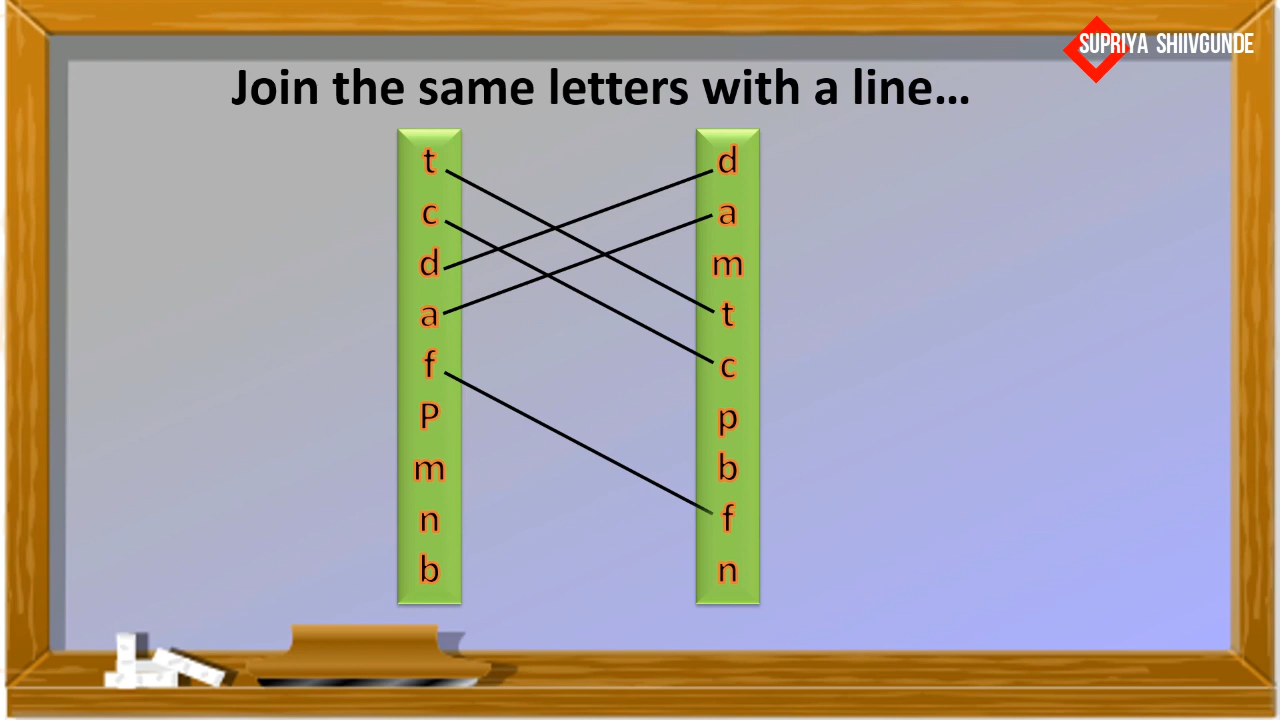 SUPRIYA SHIIVGUNDE
Join the same letters with a line…
t d
c a
d m
a t
f c
P p
m b
n f
b n